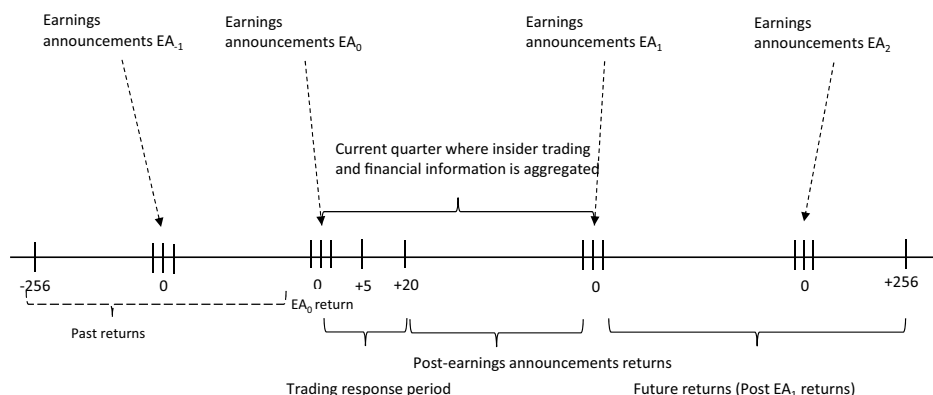 Earnings
announcements EA-1
Earnings
announcements EA0
Earnings
announcements EA1
Earnings
announcements EA2
Current quarter where insider trading
and financial information is aggregated
-256
0
0
+5
+20
0
0
+256
EA0 return
Past returns
Post-earnings announcements returns
Trading response period
Future returns (Post EA1 returns)